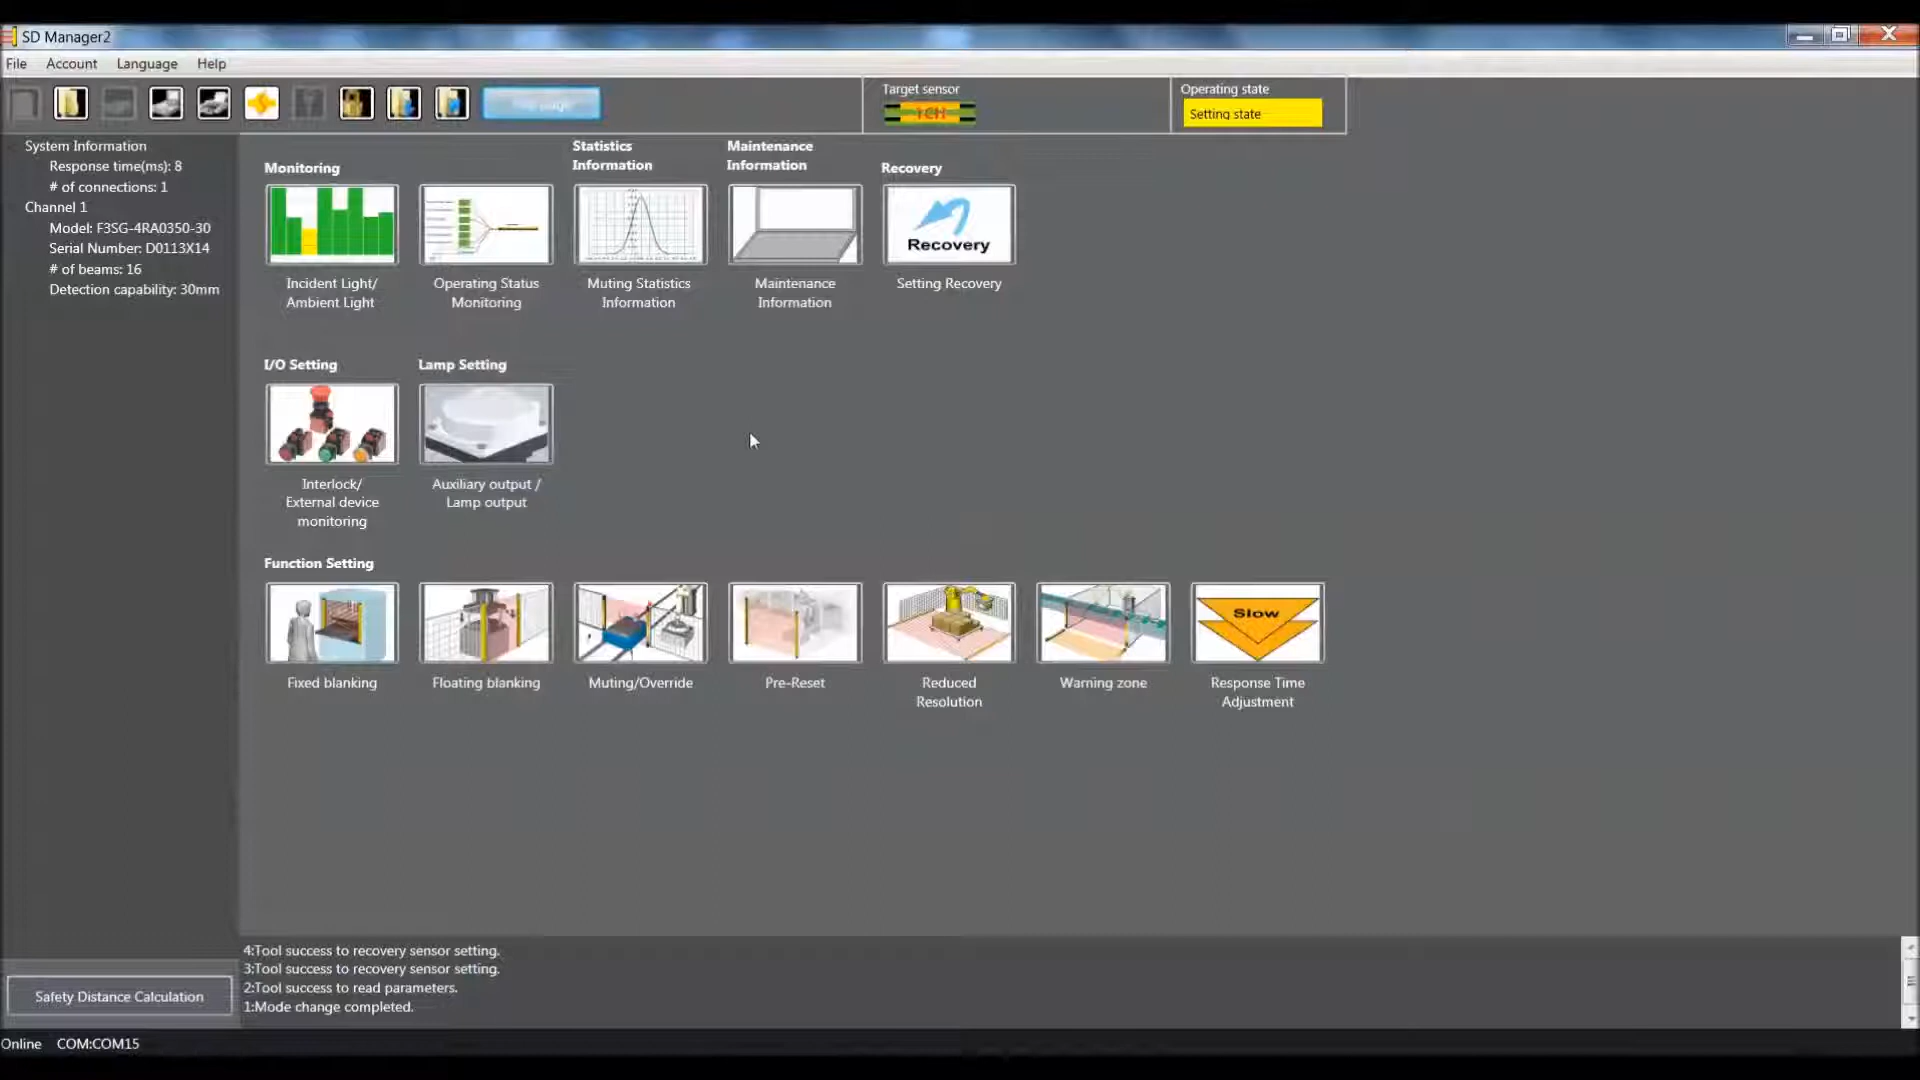 SD Manager2
File Account Language Help
Target sensor
1CH
Operating state
Setting state
System Information
Response time(ms): 8
# of connections: 1
Channel 1
Model: F3SG-4RA0350-30
Serial Number: D0113X14
# of beams: 16
Detection capability: 30mm
Monitoring
Statistics
Information
Maintenance
Information
Recovery
Recovery
Incident Light/
Ambient Light
Operating Status
Monitoring
Muting Statistics
Information
Maintenance
Information
Setting Recovery
I/O Setting
Lamp Setting
Interlock/
External device
monitoring
Auxiliary output /
Lamp output
Function Setting
Slow
Fixed blanking
Floating blanking
Muting/Override
Pre-Reset
Reduced
Resolution
Warning zone
Response Time
Adjustment
4:Tool success to recovery sensor setting.
3:Tool success to recovery sensor setting.
2:Tool success to read parameters.
1:Mode change completed.
Safety Distance Calculation
Online COM:COM15